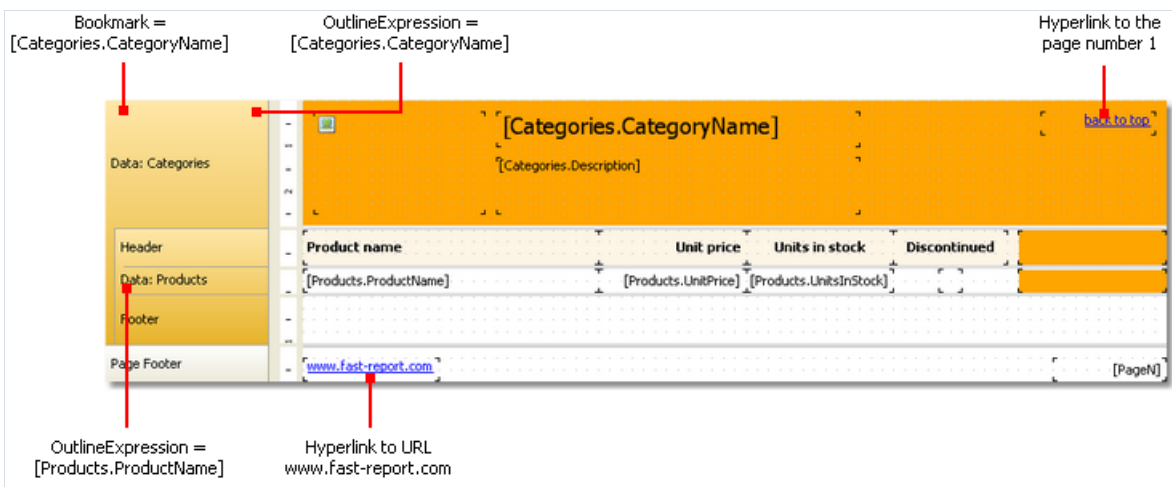 Bookmark =
[Categories.CategoryName]
OutlineExpression =
[Categories.CategoryName]
Hyperlink to the
page number 1
Data: Categories
2
[Categories.CategoryName]
back to top
[Categories.Description]
Header
Product name Unit price Units in stock Discontinued
Data: Products
[Products.ProductName] [Products.UnitPrice] [Products.UnitsInStock]
Footer
Page Footer
www.fast-report.com
[PageN]
OutlineExpression =
[Products.ProductName]
Hyperlink to URL
www.fast-report.com